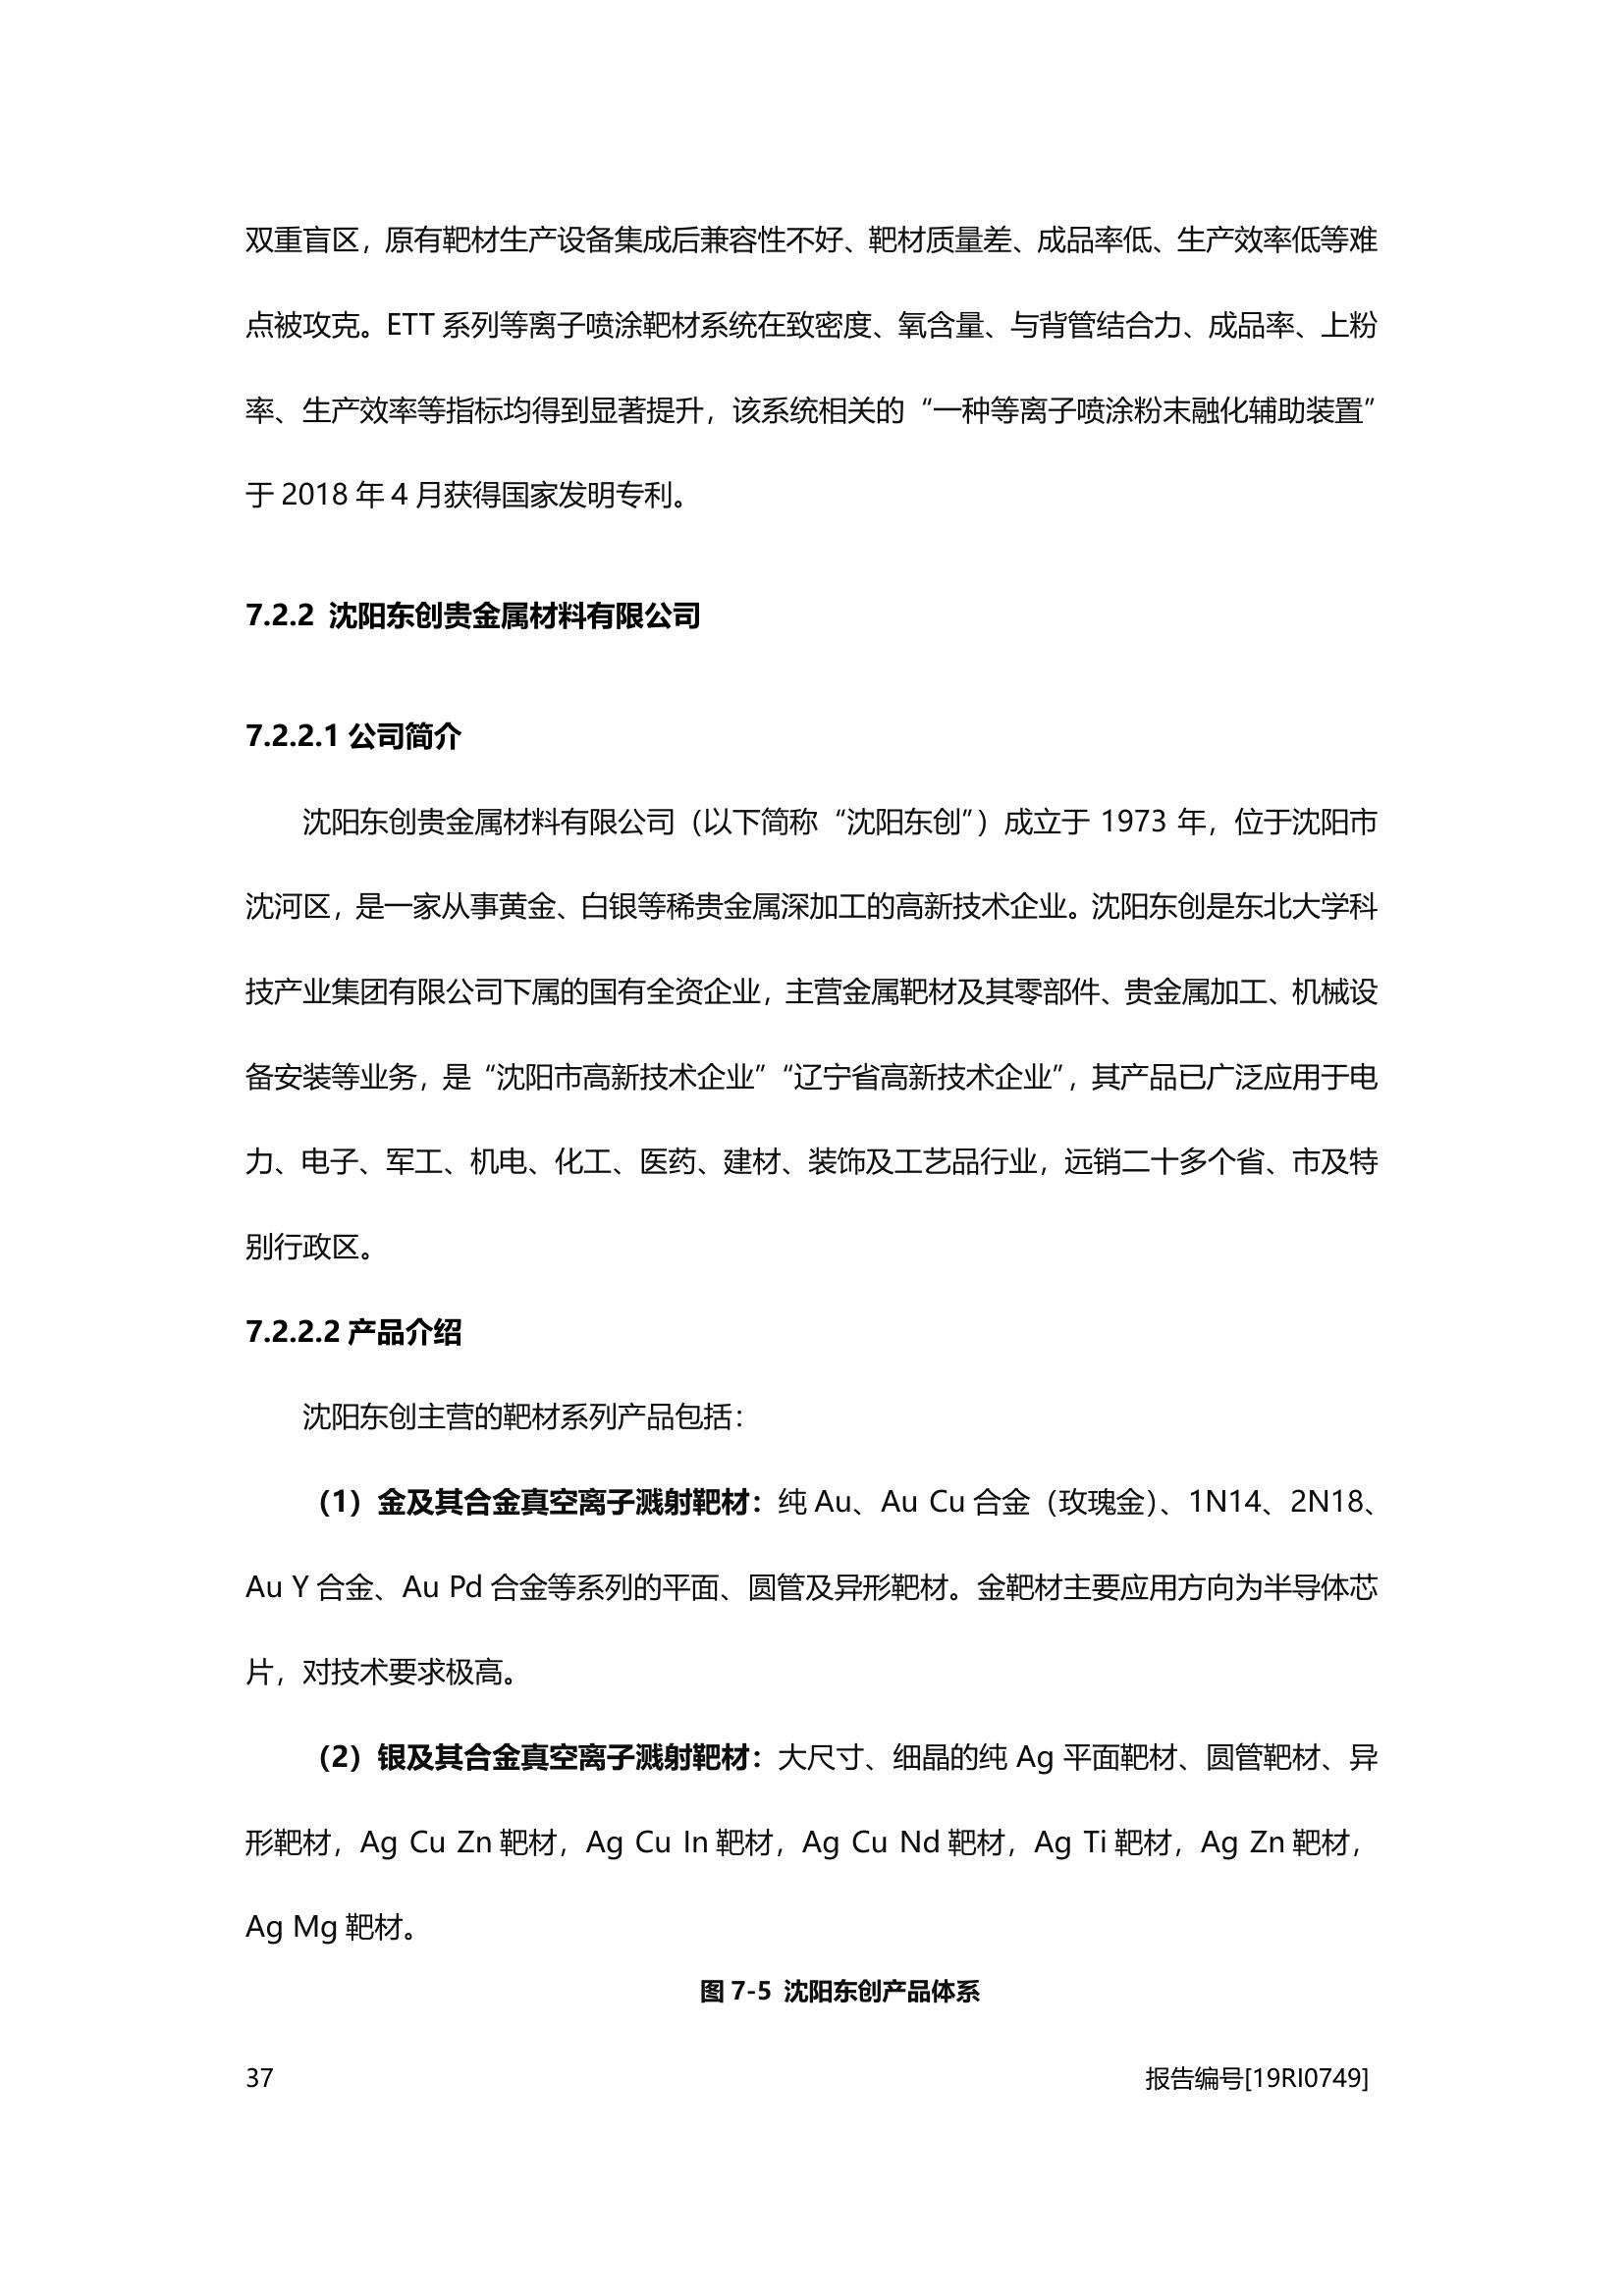 双重盲区，原有靶材生产设备集成后兼容性不好、靶材质量差、成品率低、生产效率低等难
点被攻克。ETT 系列等离子喷涂靶材系统在致密度、氧含量、与背管结合力、成品率、上粉
率、生产效率等指标均得到显著提升，该系统相关的“一种等离子喷涂粉末融化辅助装置”
于 2018 年 4 月获得国家发明专利。
7.2.2 沈阳东创贵金属材料有限公司
7.2.2.1 公司简介
沈阳东创贵金属材料有限公司（以下简称“沈阳东创”）成立于 1973 年，位于沈阳市
沈河区，是一家从事黄金、白银等稀贵金属深加工的高新技术企业。沈阳东创是东北大学科
技产业集团有限公司下属的国有全资企业，主营金属靶材及其零部件、贵金属加工、机械设
备安装等业务，是“沈阳市高新技术企业”“辽宁省高新技术企业”，其产品已广泛应用于电
力、电子、军工、机电、化工、医药、建材、装饰及工艺品行业，远销二十多个省、市及特
别行政区。
7.2.2.2 产品介绍
沈阳东创主营的靶材系列产品包括：
（1）金及其合金真空离子溅射靶材：纯 Au、Au Cu 合金（玫瑰金）、1N14、2N18、
Au Y 合金、Au Pd 合金等系列的平面、圆管及异形靶材。金靶材主要应用方向为半导体芯
片，对技术要求极高。
（2）银及其合金真空离子溅射靶材：大尺寸、细晶的纯 Ag 平面靶材、圆管靶材、异
形靶材，Ag Cu Zn 靶材，Ag Cu In 靶材，Ag Cu Nd 靶材，Ag Ti 靶材，Ag Zn 靶材，
Ag Mg 靶材。
图 7-5 沈阳东创产品体系
37 报告编号[19RI0749]